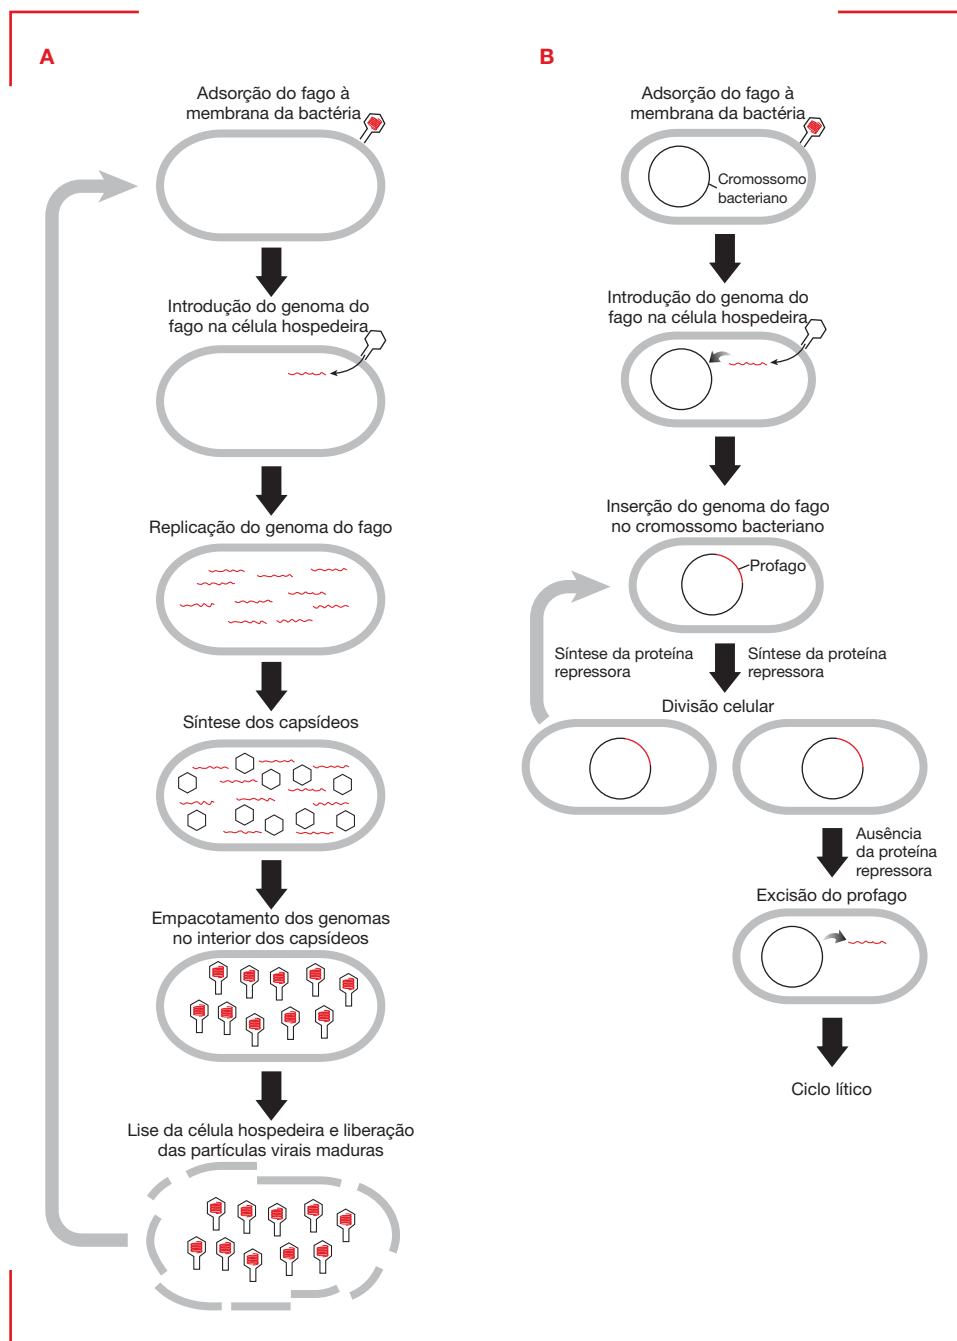 A
Adsorção do fago à
membrana da bactéria
Introdução do genoma do
fago na célula hospedeira
Replicação do genoma do fago
Síntese dos capsídeos
Empacotamento dos genomas
no interior dos capsídeos
Lise da célula hospedeira e liberação
das partículas virais maduras
B
Adsorção do fago à
membrana da bactéria
Cromossomo
bacteriano
Introdução do genoma do
fago na célula hospedeira
Inserção do genoma do fago
no cromossomo bacteriano
Profago
Síntese da proteína
repressora
Síntese da proteína
repressora
Divisão celular
Ausência
da proteína
repressora
Excisão do profago
Ciclo lítico